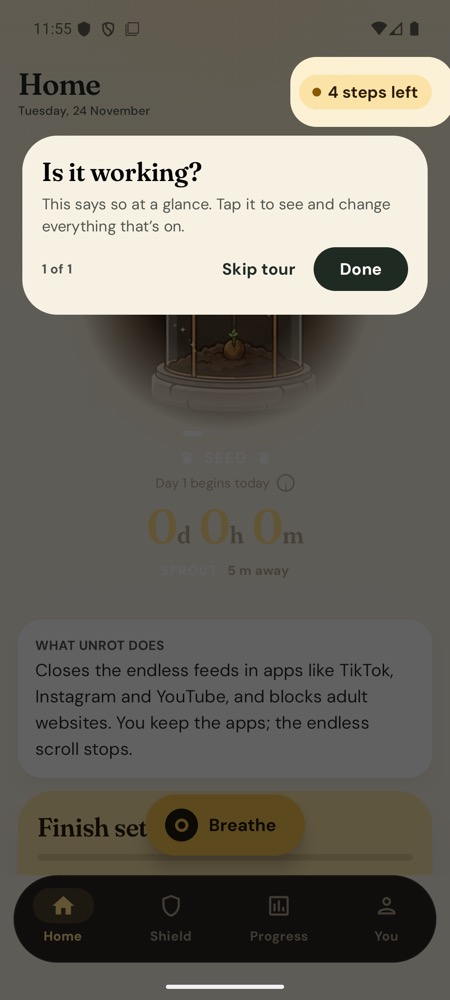 11:55
Home
Tuesday, 24 November
4 steps left
Is it working?
This says so at a glance. Tap it to see and change
everything that’s on.
1 of 1
Skip tour
Done
SEED
Day 1 begins today
0d 0h 0m
SPROUT 5 m away
WHAT UNROT DOES
Closes the endless feeds in apps like TikTok,
Instagram and YouTube, and blocks adult
websites. You keep the apps; the endless
scroll stops.
Finish set
Breathe
Home
Shield
Progress
You